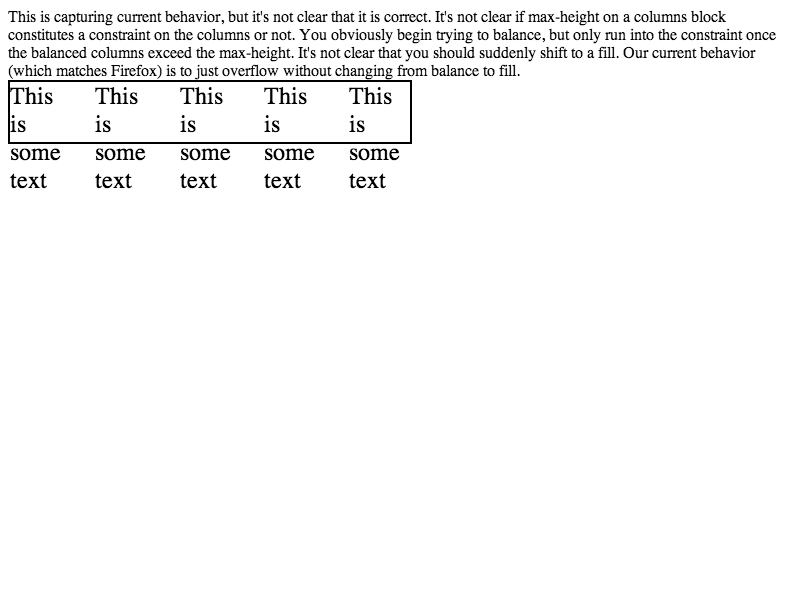 This is capturing current behavior, but it's not clear that it is correct. It's not clear if max-height on a columns block
constitutes a constraint on the columns or not. You obviously begin trying to balance, but only run into the constraint once
the balanced columns exceed the max-height. It's not clear that you should suddenly shift to a fill. Our current behavior
(which matches Firefox) is to just overflow without changing from balance to fill.
This This This This This
is is is is is
some some some some some
text text text text text